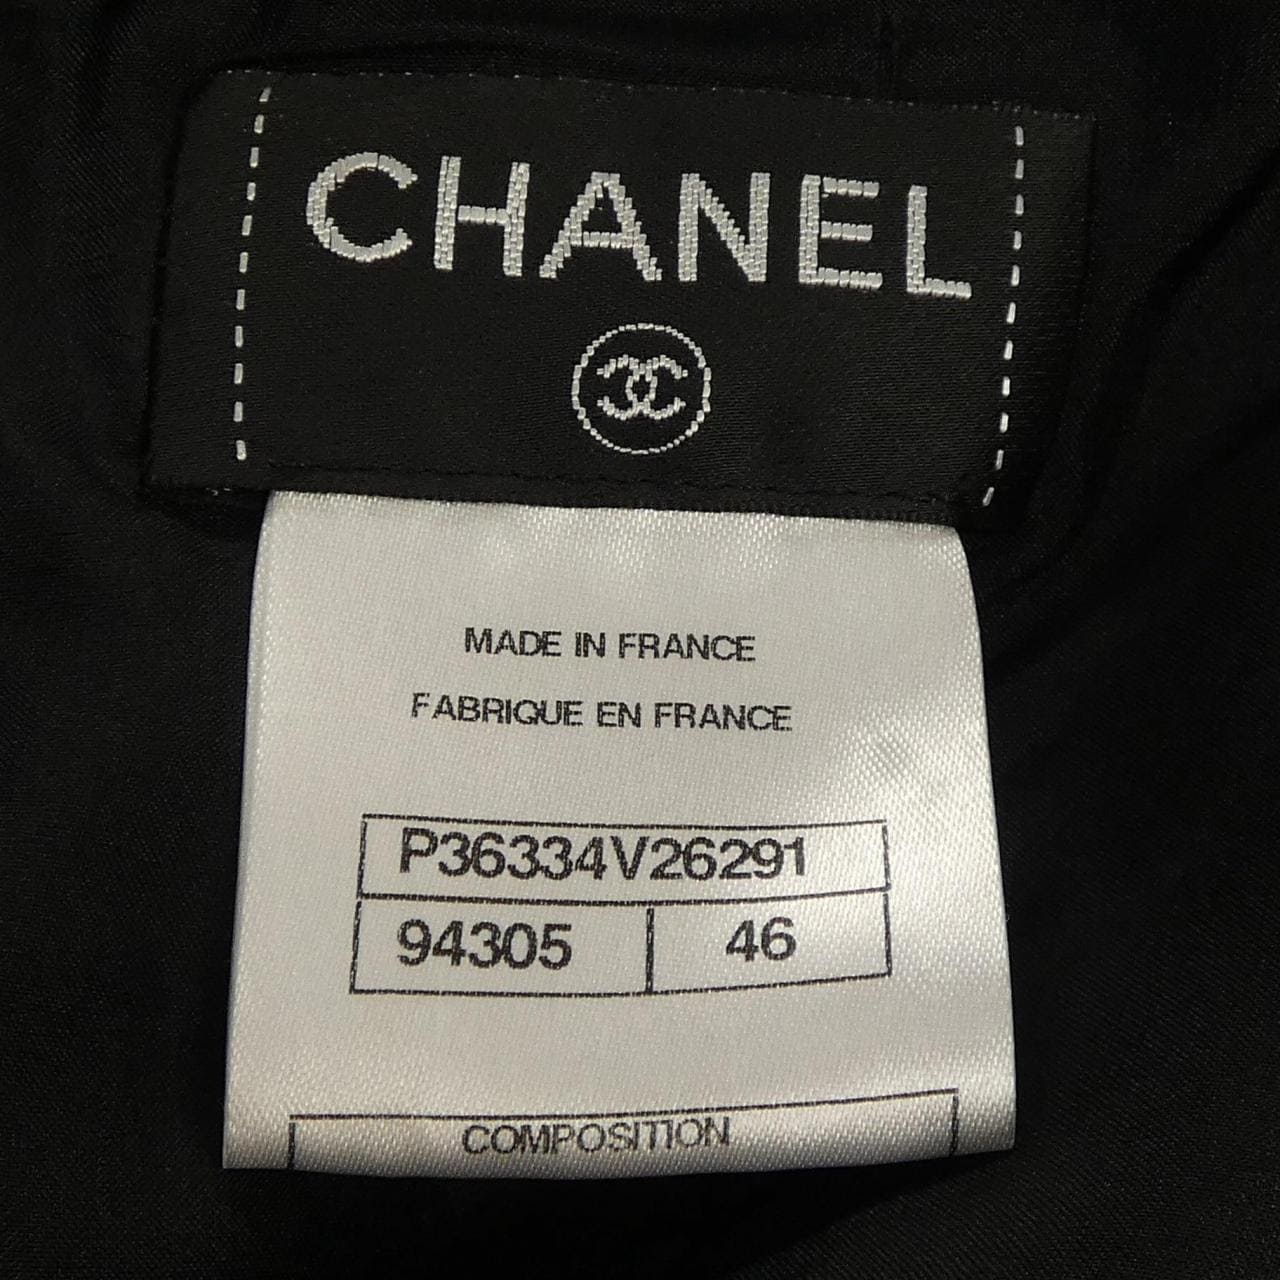 CHANEL
MADE IN FRANCE
FABRIQUE EN FRANCE
P36334V26291
94305 46
COMPOSITION